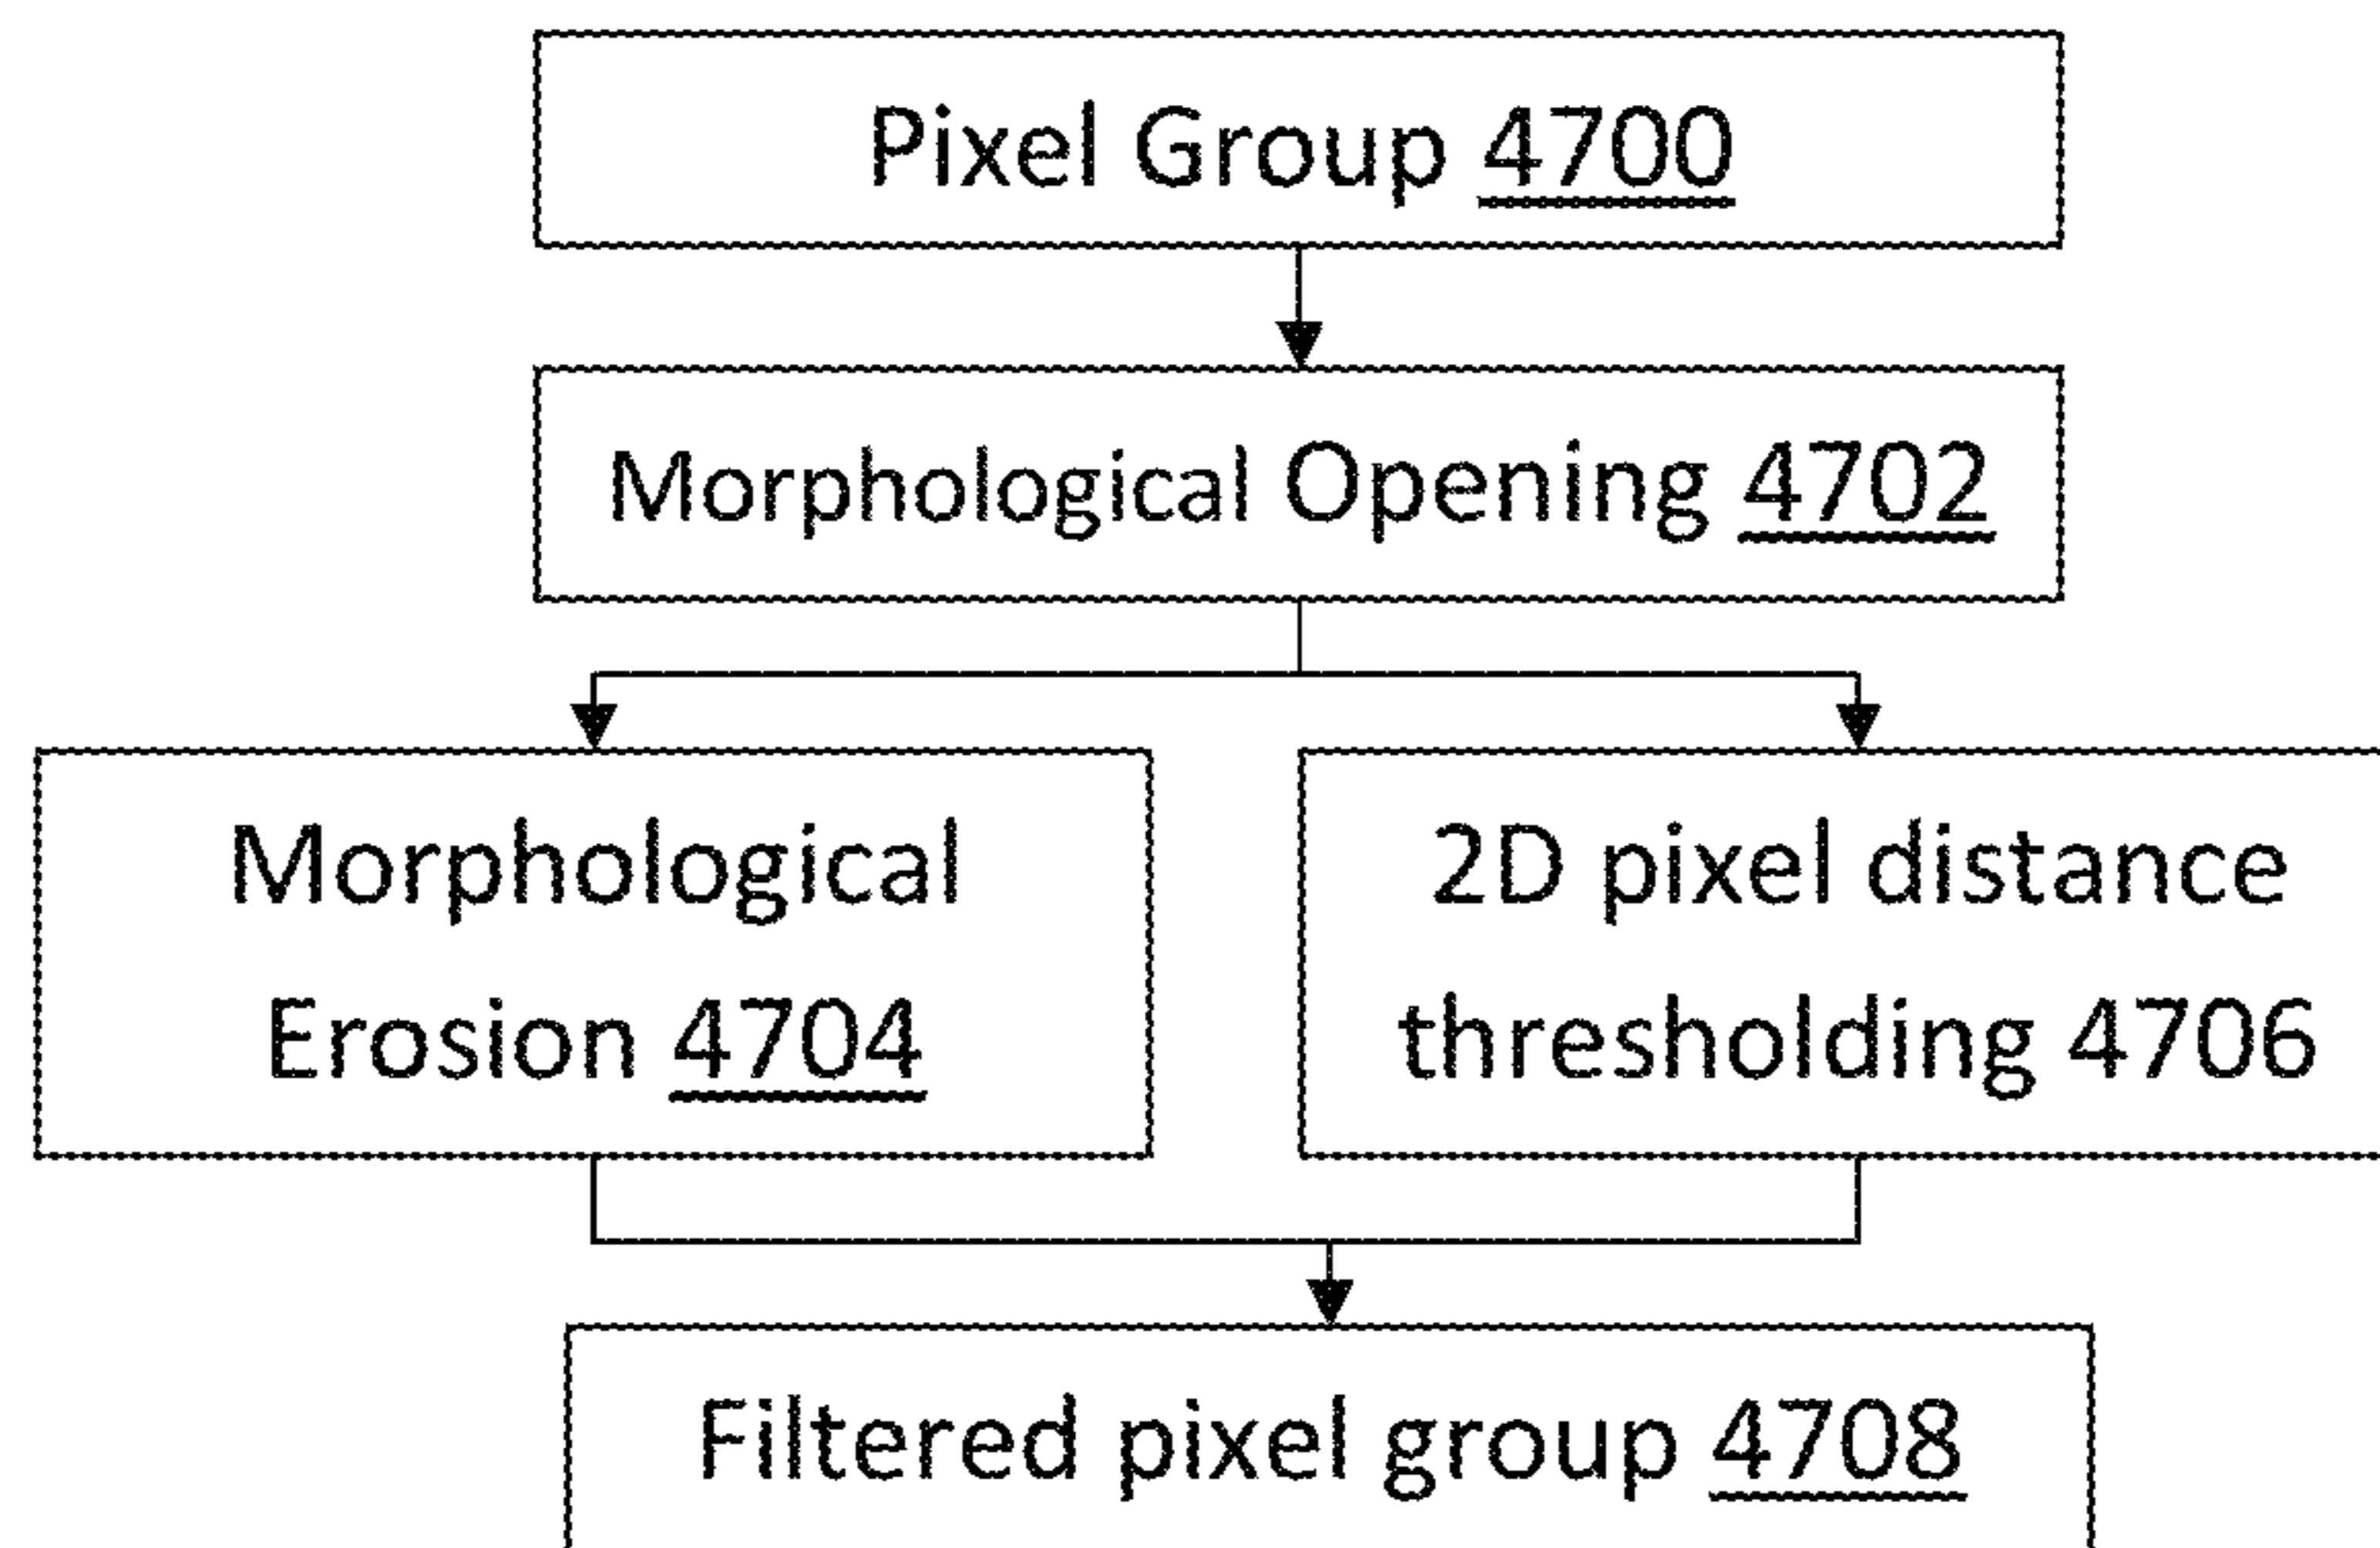 Pixel Group 4700
Morphological Opening 4702
Morphological
Erosion 4704
2D pixel distance
thresholding 4706
Filtered pixel group 4708